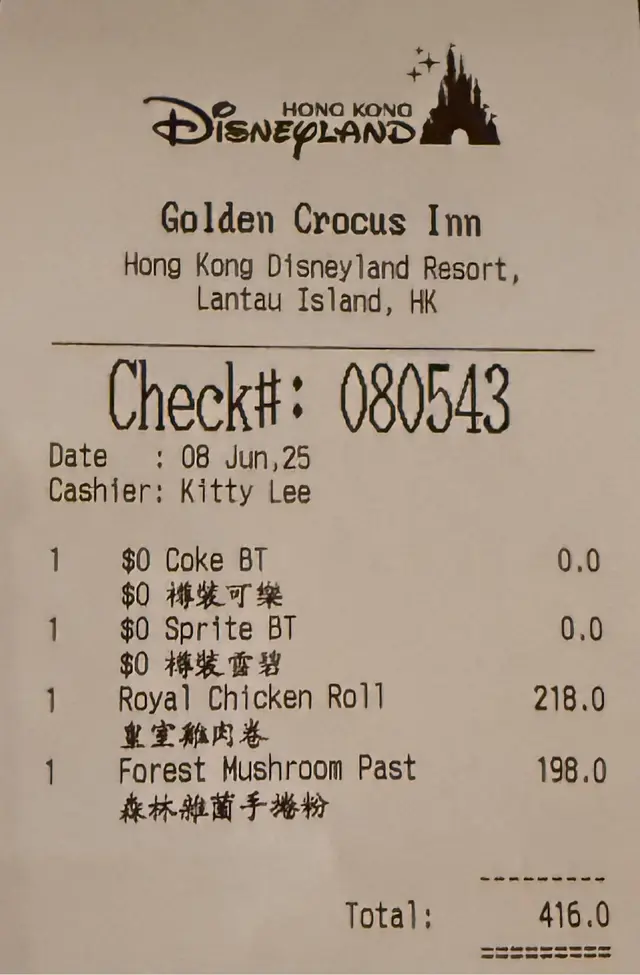 HONG KONG
Disneyland
Golden Crocus Inn
Hong Kong Disneyland Resort,
Lantau Island, HK
Check#: 080543
Date : 08 Jun,25
Cashier: Kitty Lee
1 $0 Coke BT 0.0
$0 樽裝可樂
1 $0 Sprite BT 0.0
$0 樽裝雪碧
1 Royal Chicken Roll 218.0
皇室雞肉卷
1 Forest Mushroom Past 198.0
森林雜菌手捲粉
Total: 416.0